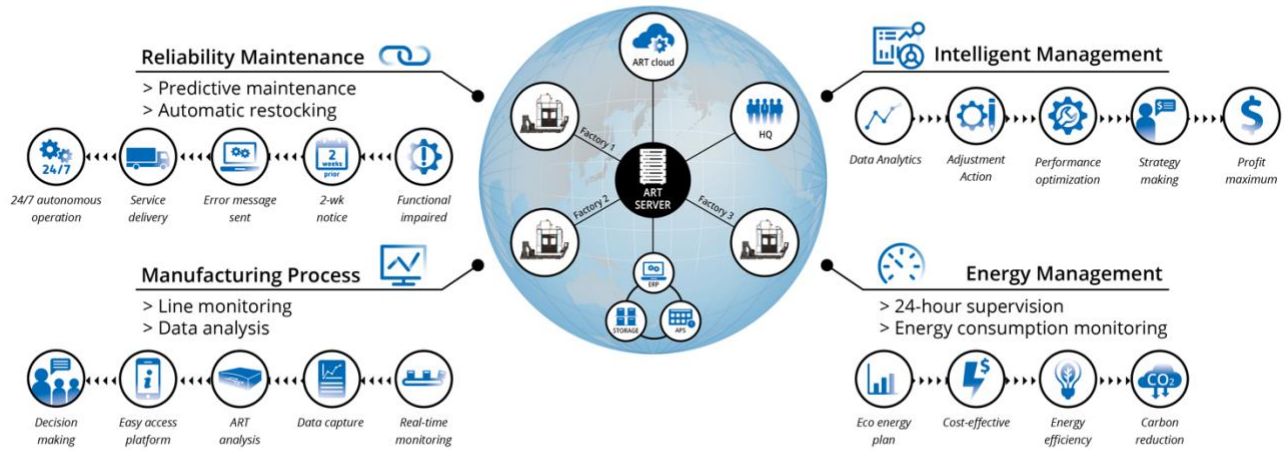 Reliability Maintenance
> Predictive maintenance
> Automatic restocking
24/7
2
weeks
prior
24/7 autonomous
operation
Service
delivery
Error message
sent
2-wk
notice
Functional
impaired
Manufacturing Process
> Line monitoring
> Data analysis
Decision
making
Easy access
platform
ART
analysis
Data capture
Real-time
monitoring
ART cloud
HQ
Factory 1
ART
SERVER
Factory 2
Factory 3
ERP
STORAGE
APS
Intelligent Management
Data Analytics
Adjustment
Action
Performance
optimization
Strategy
making
$
Profit
maximum
Energy Management
> 24-hour supervision
> Energy consumption monitoring
Eco energy
plan
$
Cost-effective
Energy
efficiency
CO2
Carbon
reduction